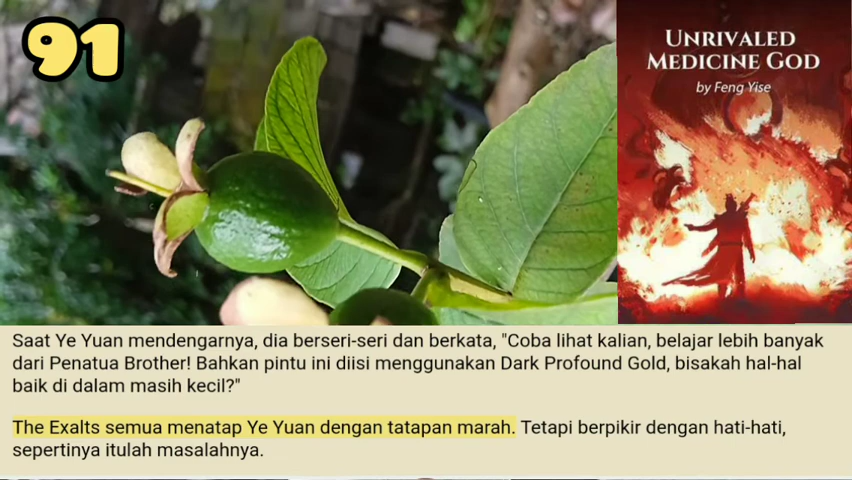 91
UNRIVALED
MEDICINE GOD
by Feng Yise
Saat Ye Yuan mendengarnya, dia berseri-seri dan berkata, "Coba lihat kalian, belajar lebih banyak
dari Penatua Brother! Bahkan pintu ini diisi menggunakan Dark Profound Gold, bisakah hal-hal
baik di dalam masih kecil?"
The Exalts semua menatap Ye Yuan dengan tatapan marah. Tetapi berpikir dengan hati-hati,
sepertinya itulah masalahnya.